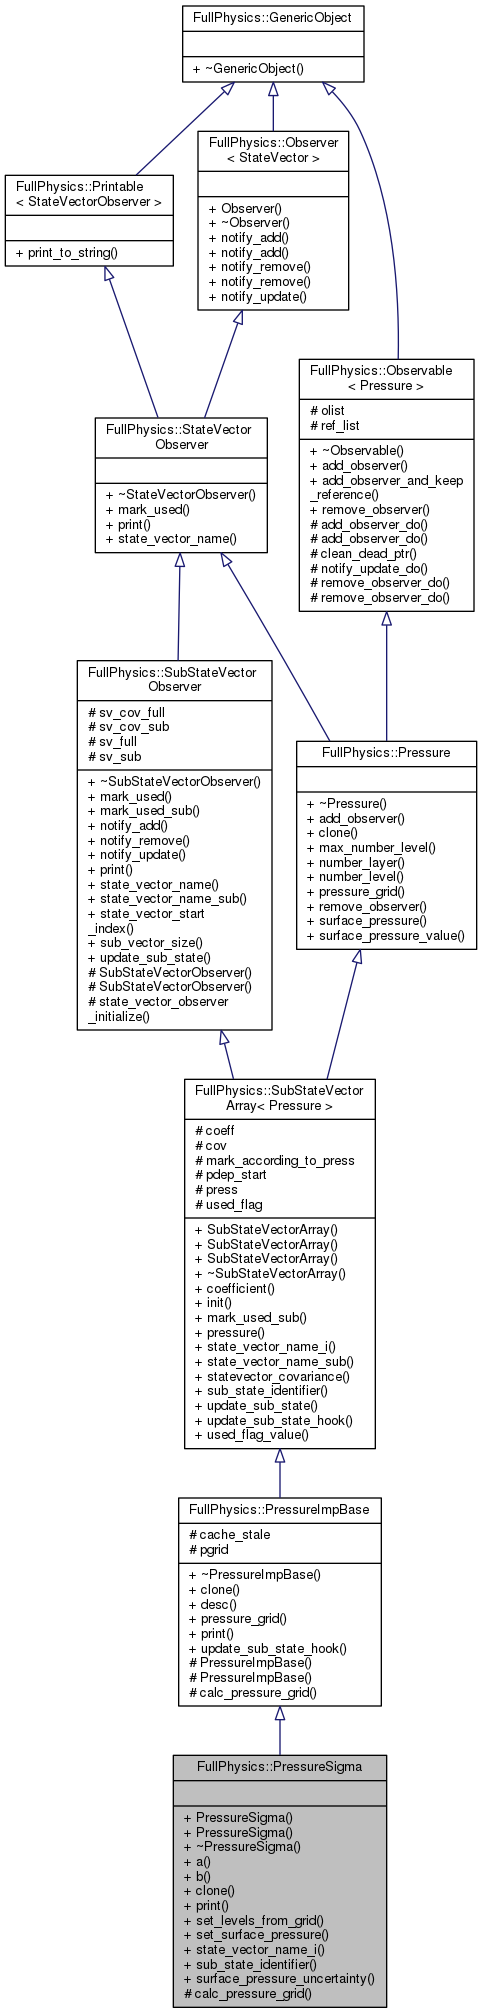 FullPhysics::GenericObject
+ ~GenericObject()
FullPhysics::Observer
< StateVector >
+ Observer()
+ ~Observer()
+ notify_add()
+ notify_add()
+ notify_remove()
+ notify_remove()
+ notify_update()
FullPhysics::Printable
< StateVectorObserver >
+ print_to_string()
FullPhysics::Observable
< Pressure >
# olist
# ref_list
+ ~Observable()
+ add_observer()
+ add_observer_and_keep
_reference()
+ remove_observer()
# add_observer_do()
# add_observer_do()
# clean_dead_ptr()
# notify_update_do()
# remove_observer_do()
# remove_observer_do()
FullPhysics::StateVector
Observer
+ ~StateVectorObserver()
+ mark_used()
+ print()
+ state_vector_name()
FullPhysics::SubStateVector
Observer
# sv_cov_full
# sv_cov_sub
# sv_full
# sv_sub
+ ~SubStateVectorObserver()
+ mark_used()
+ mark_used_sub()
+ notify_add()
+ notify_remove()
+ notify_update()
+ print()
+ state_vector_name()
+ state_vector_name_sub()
+ state_vector_start
_index()
+ sub_vector_size()
+ update_sub_state()
# SubStateVectorObserver()
# SubStateVectorObserver()
# state_vector_observer
_initialize()
FullPhysics::Pressure
+ ~Pressure()
+ add_observer()
+ clone()
+ max_number_level()
+ number_layer()
+ number_level()
+ pressure_grid()
+ remove_observer()
+ surface_pressure()
+ surface_pressure_value()
FullPhysics::SubStateVector
Array< Pressure >
# coeff
# cov
# mark_according_to_press
# pdep_start
# press
# used_flag
+ SubStateVectorArray()
+ SubStateVectorArray()
+ SubStateVectorArray()
+ ~SubStateVectorArray()
+ coefficient()
+ init()
+ mark_used_sub()
+ pressure()
+ state_vector_name_i()
+ state_vector_name_sub()
+ statevector_covariance()
+ sub_state_identifier()
+ update_sub_state()
+ update_sub_state_hook()
+ used_flag_value()
FullPhysics::PressureImpBase
# cache_stale
# pgrid
+ ~PressureImpBase()
+ clone()
+ desc()
+ pressure_grid()
+ print()
+ update_sub_state_hook()
# PressureImpBase()
# PressureImpBase()
# calc_pressure_grid()
FullPhysics::PressureSigma
+ PressureSigma()
+ PressureSigma()
+ ~PressureSigma()
+ a()
+ b()
+ clone()
+ print()
+ set_levels_from_grid()
+ set_surface_pressure()
+ state_vector_name_i()
+ sub_state_identifier()
+ surface_pressure_uncertainty()
# calc_pressure_grid()